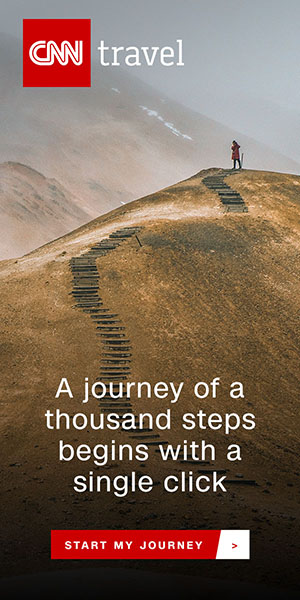 CNN travel
A journey of a
thousand steps
begins with a
single click
START MY JOURNEY >